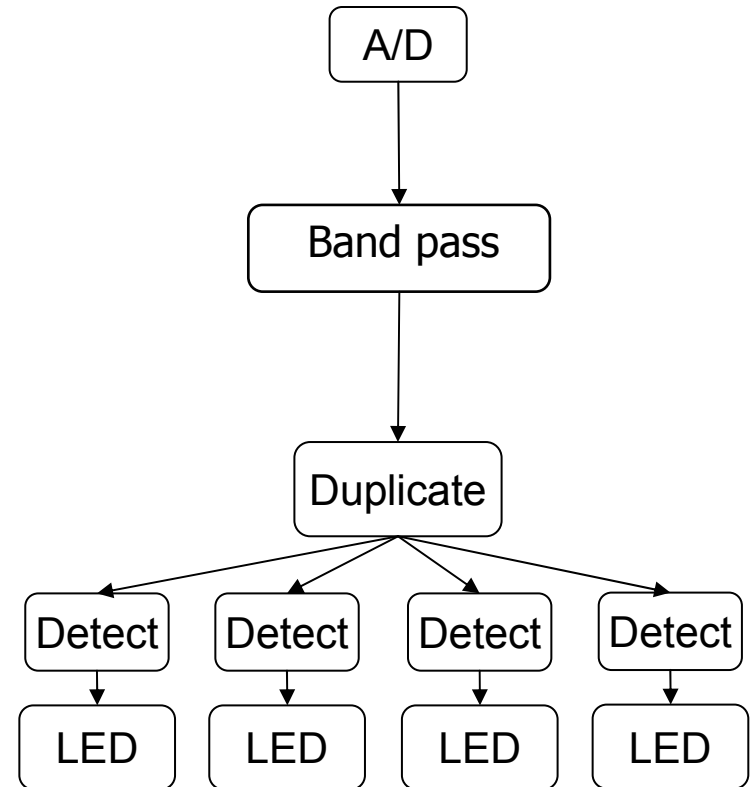 A/D
Band pass
Duplicate
Detect Detect Detect Detect
LED LED LED LED